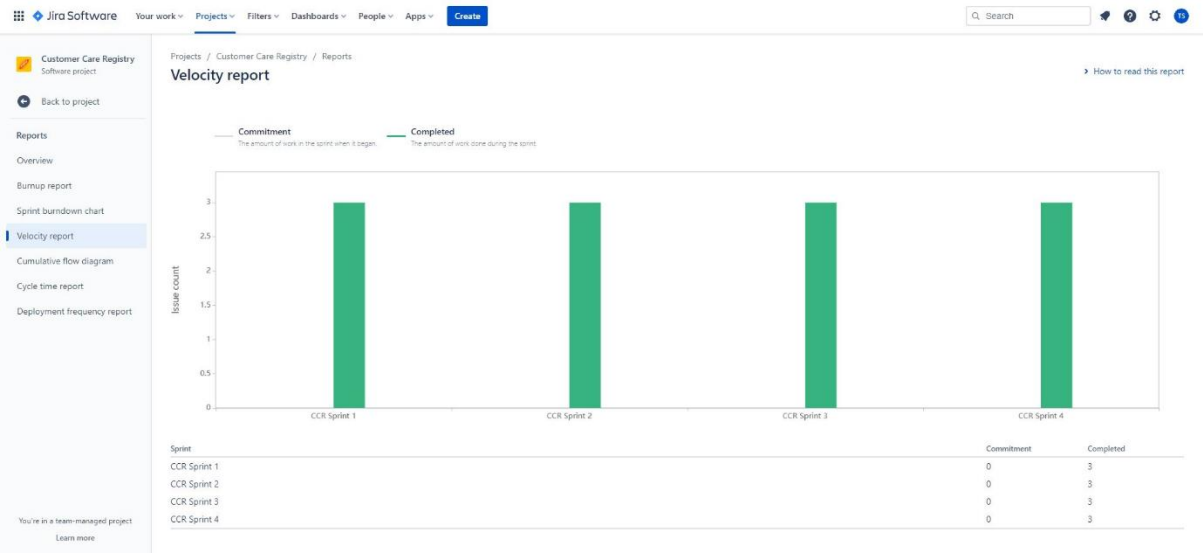 Jira Software Your work Projects Filters Dashboards People Apps Create Search TS
Customer Care Registry
Software project
Back to project
Reports
Overview
Burnup report
Sprint burndown chart
Velocity report
Cumulative flow diagram
Cycle time report
Deployment frequency report
You're in a team-managed project
Learn more
Projects / Customer Care Registry / Reports
Velocity report
How to read this report
Commitment
The amount of work in the sprint when it began.
Completed
The amount of work done during the sprint
Issue count
3
2.5
2
1.5
1
0.5
0
CCR Sprint 1 CCR Sprint 2 CCR Sprint 3 CCR Sprint 4
Sprint Commitment Completed
CCR Sprint 1 0 3
CCR Sprint 2 0 3
CCR Sprint 3 0 3
CCR Sprint 4 0 3